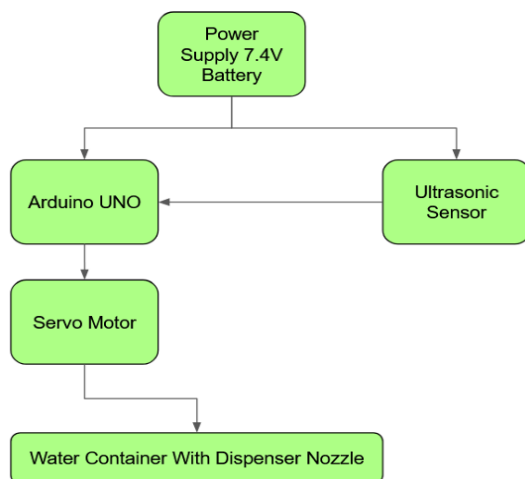 Power
Supply 7.4V
Battery
Arduino UNO
Ultrasonic
Sensor
Servo Motor
Water Container With Dispenser Nozzle